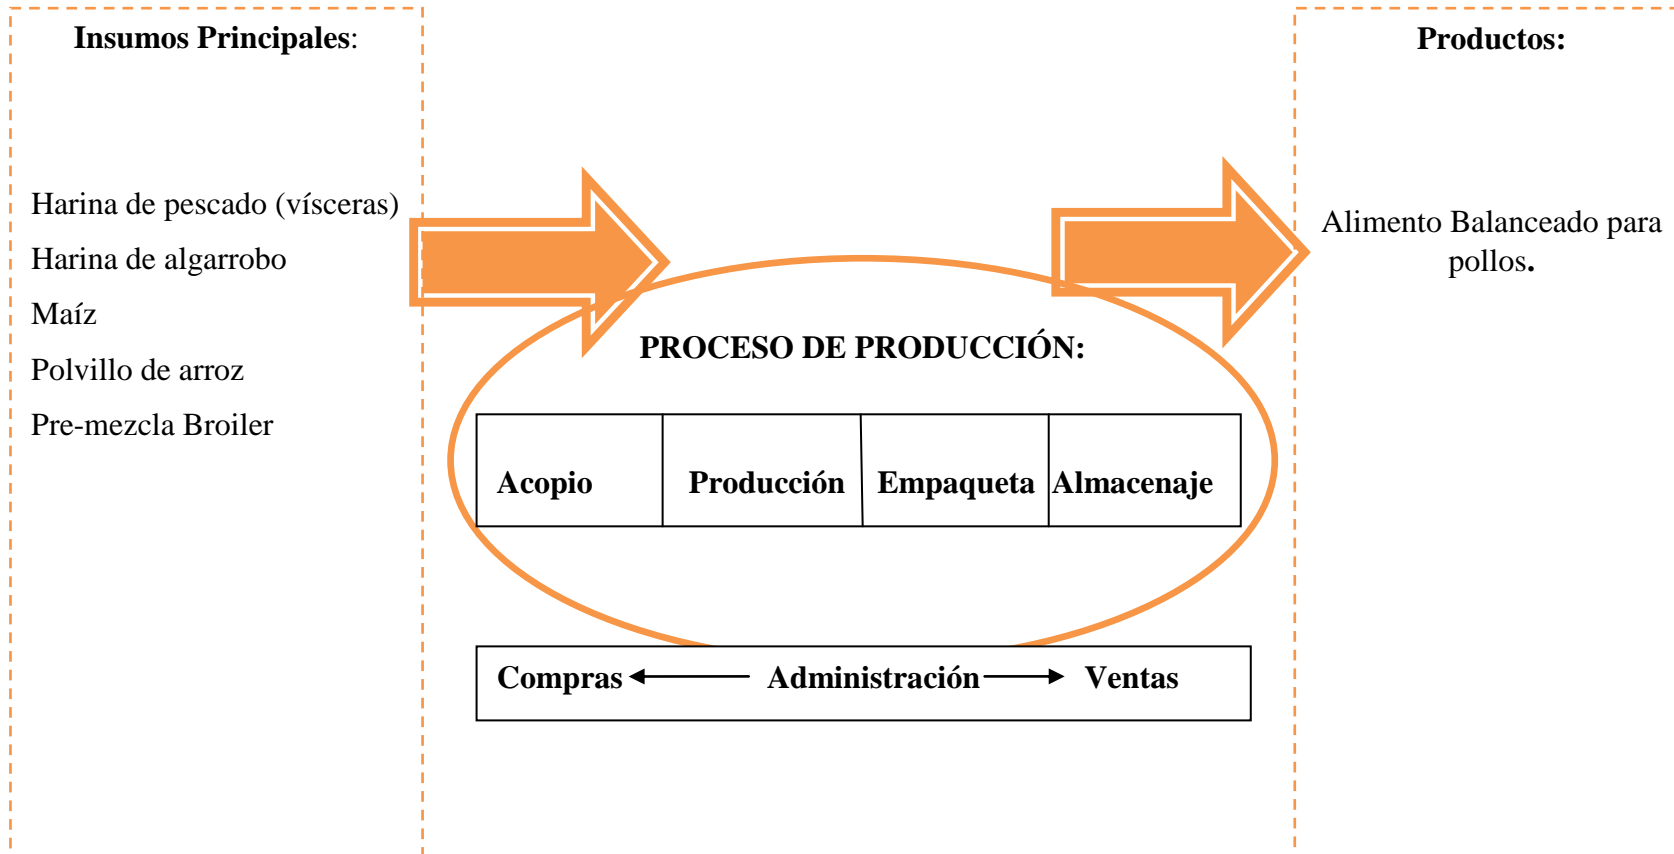 Insumos Principales:
Harina de pescado (vísceras)
Harina de algarrobo
Maíz
Polvillo de arroz
Pre-mezcla Broiler
PROCESO DE PRODUCCIÓN:
Acopio Producción Empaqueta Almacenaje
Compras Administración Ventas
Productos:
Alimento Balanceado para
pollos.